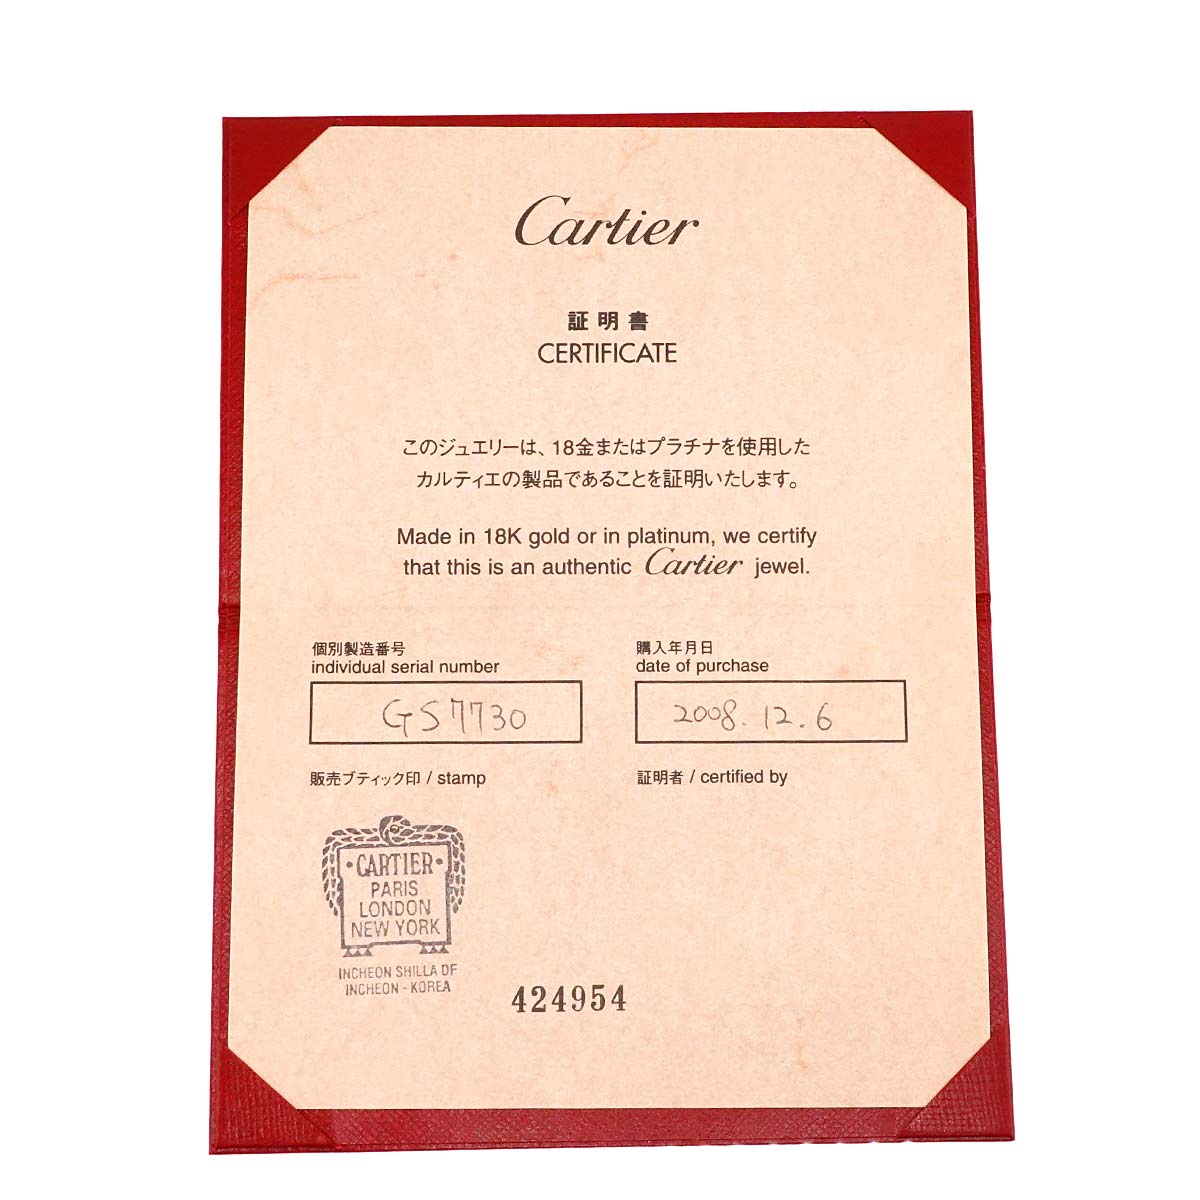 Cartier
証明書
CERTIFICATE
このジュエリーは、18金またはプラチナを使用した
カルティエの製品であることを証明いたします。
Made in 18K gold or in platinum, we certify
that this is an authentic Cartier jewel.
個別製造番号
individual serial number
GS7730
購入年月日
date of purchase
2008.12.6
販売ブティック印 / stamp
証明者 / certified by
·CARTIER·
PARIS
LONDON
NEW YORK
INCHEON SHILLA DF
INCHEON - KOREA
424954